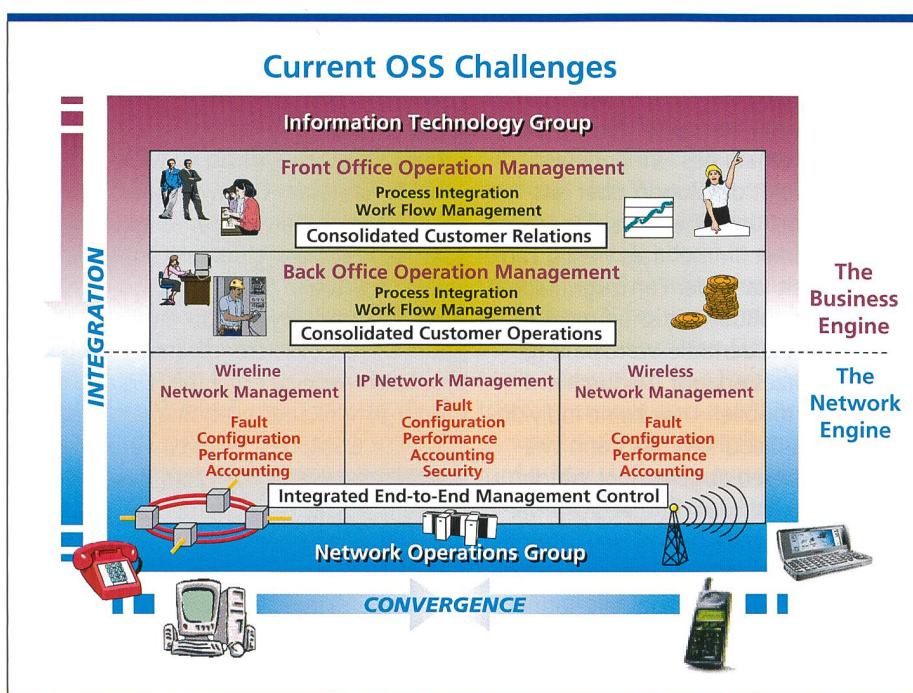 Current OSS Challenges
Information Technology Group
Front Office Operation Management
Process Integration
Work Flow Management
Consolidated Customer Relations
Back Office Operation Management
Process Integration
Work Flow Management
Consolidated Customer Operations
INTEGRATION
The
Business
Engine
The
Network
Engine
Wireline
Network Management
Fault
Configuration
Performance
Accounting
IP Network Management
Fault
Configuration
Performance
Accounting
Security
Wireless
Network Management
Fault
Configuration
Performance
Accounting
Integrated End-to-End Management Control
Network Operations Group
CONVERGENCE